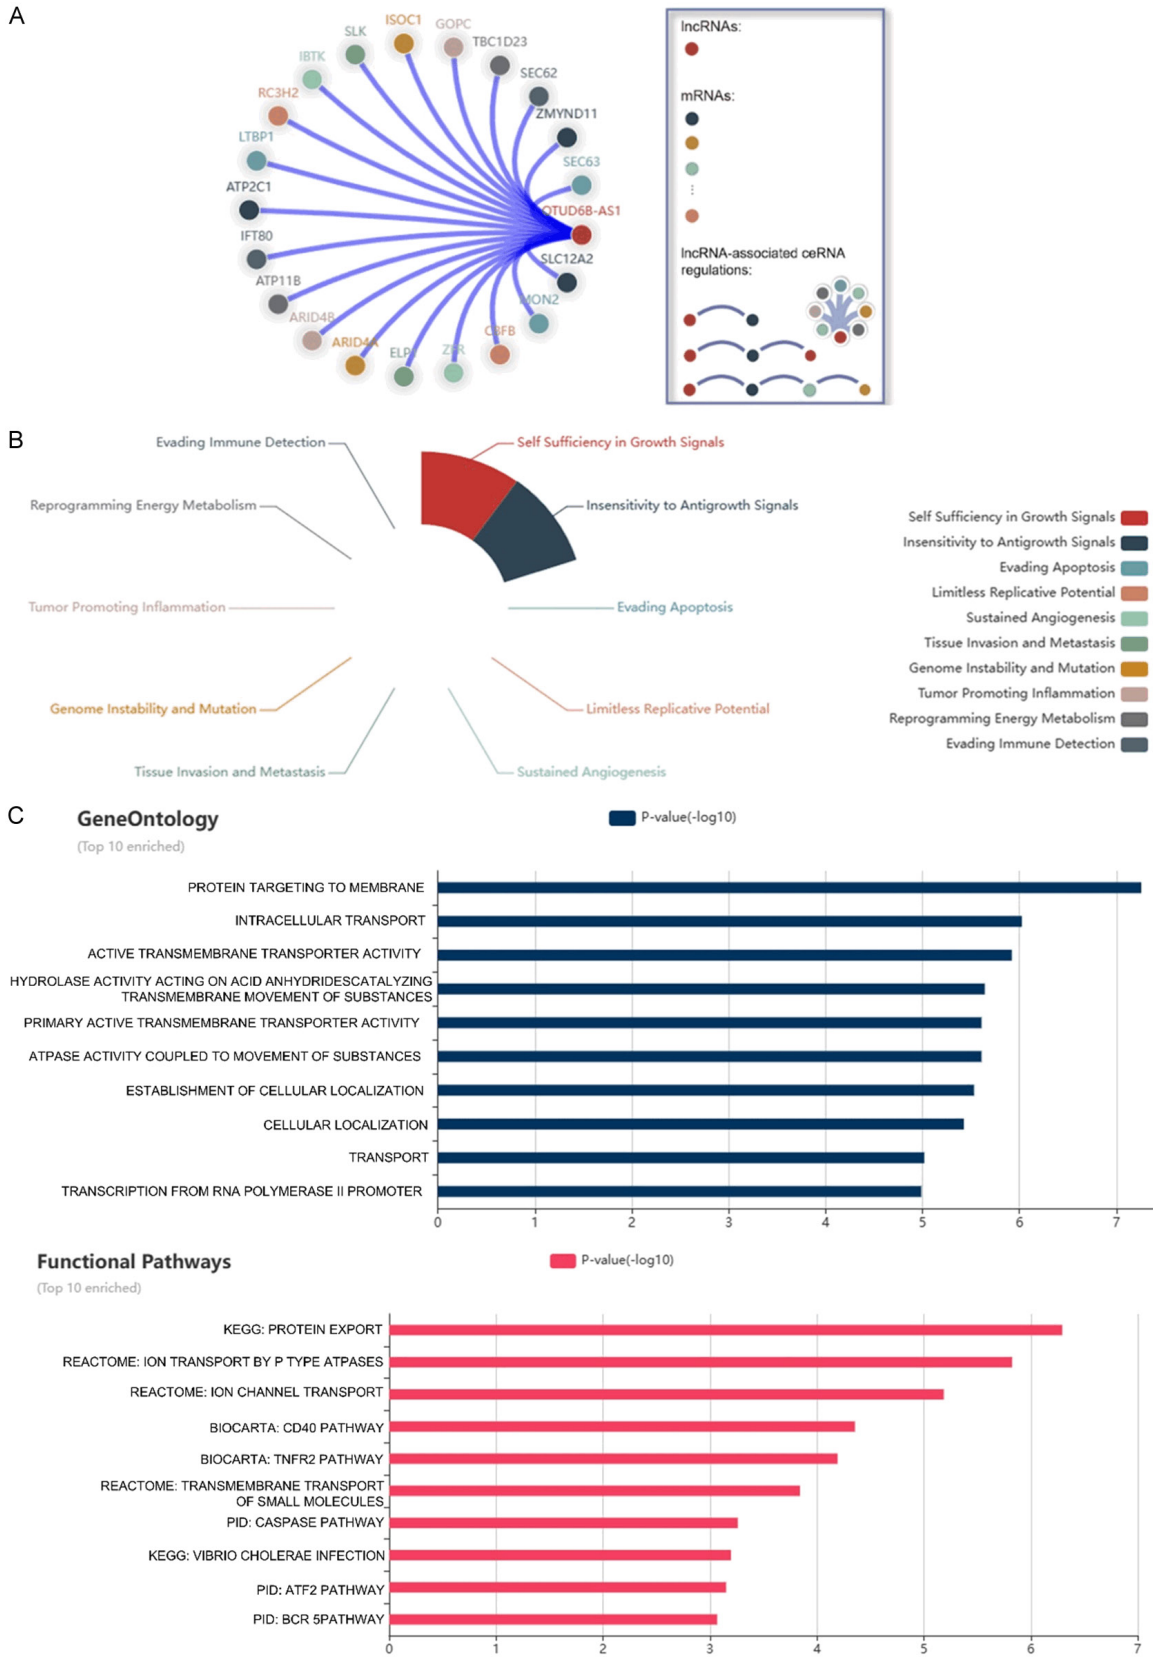 A
ISOC1
GOPC
SLK
TBC1D23
IBTK
SEC62
RC3H2
ZMYND11
LTBP1
SEC63
ATP2C1
OTUD6B-AS1
IFT80
SLC12A2
ATP11B
MON2
ARID4B
ARID4A
CBFB
ZFR
lncRNAs:
mRNAs:
lncRNA-associated ceRNA
regulations:
B
Evading Immune Detection
Self Sufficiency in Growth Signals
Reprogramming Energy Metabolism
Insensitivity to Antigrowth Signals
Tumor Promoting Inflammation
Evading Apoptosis
Genome Instability and Mutation
Limitless Replicative Potential
Tissue Invasion and Metastasis
Sustained Angiogenesis
Self Sufficiency in Growth Signals
Insensitivity to Antigrowth Signals
Evading Apoptosis
Limitless Replicative Potential
Sustained Angiogenesis
Tissue Invasion and Metastasis
Genome Instability and Mutation
Tumor Promoting Inflammation
Reprogramming Energy Metabolism
Evading Immune Detection
C
GeneOntology
(Top 10 enriched)
P-value(-log10)
PROTEIN TARGETING TO MEMBRANE
INTRACELLULAR TRANSPORT
ACTIVE TRANSMEMBRANE TRANSPORTER ACTIVITY
HYDROLASE ACTIVITY ACTING ON ACID ANHYDRIDESCATALYZING
TRANSMEMBRANE MOVEMENT OF SUBSTANCES
PRIMARY ACTIVE TRANSMEMBRANE TRANSPORTER ACTIVITY
ATPASE ACTIVITY COUPLED TO MOVEMENT OF SUBSTANCES
ESTABLISHMENT OF CELLULAR LOCALIZATION
CELLULAR LOCALIZATION
TRANSPORT
TRANSCRIPTION FROM RNA POLYMERASE II PROMOTER
0 1 2 3 4 5 6 7
Functional Pathways
(Top 10 enriched)
P-value(-log10)
KEGG: PROTEIN EXPORT
REACTOME: ION TRANSPORT BY P TYPE ATPASES
REACTOME: ION CHANNEL TRANSPORT
BIOCARTA: CD40 PATHWAY
BIOCARTA: TNFR2 PATHWAY
REACTOME: TRANSMEMBRANE TRANSPORT
OF SMALL MOLECULES
PID: CASPASE PATHWAY
KEGG: VIBRIO CHOLERAE INFECTION
PID: ATF2 PATHWAY
PID: BCR 5PATHWAY
0 1 2 3 4 5 6 7